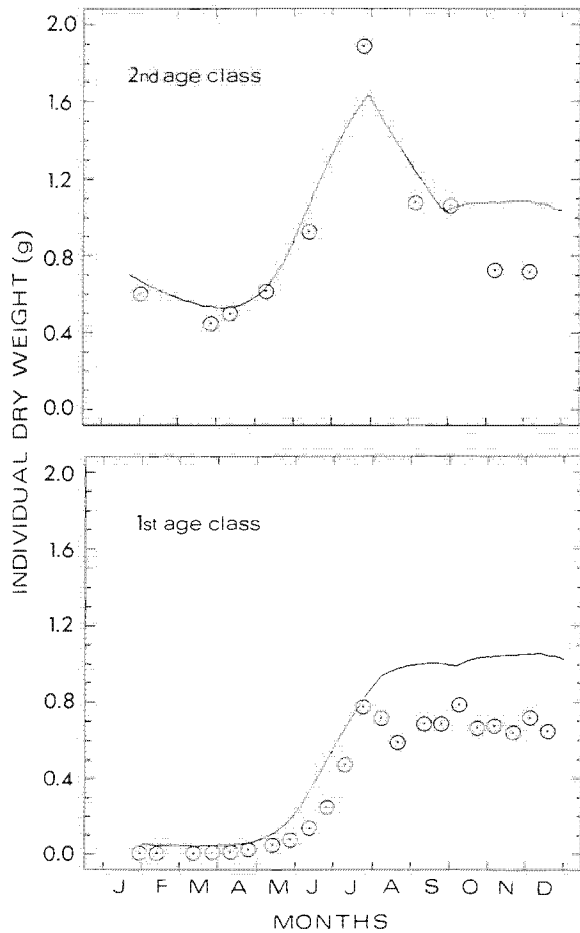 2.0
2nd age class
1.6
1.2
0.8
0.4
0.0
INDIVIDUAL DRY WEIGHT (g)
2.0
1st age class
1.6
1.2
0.8
0.4
0.0
J F M A M J J A S O N D
MONTHS